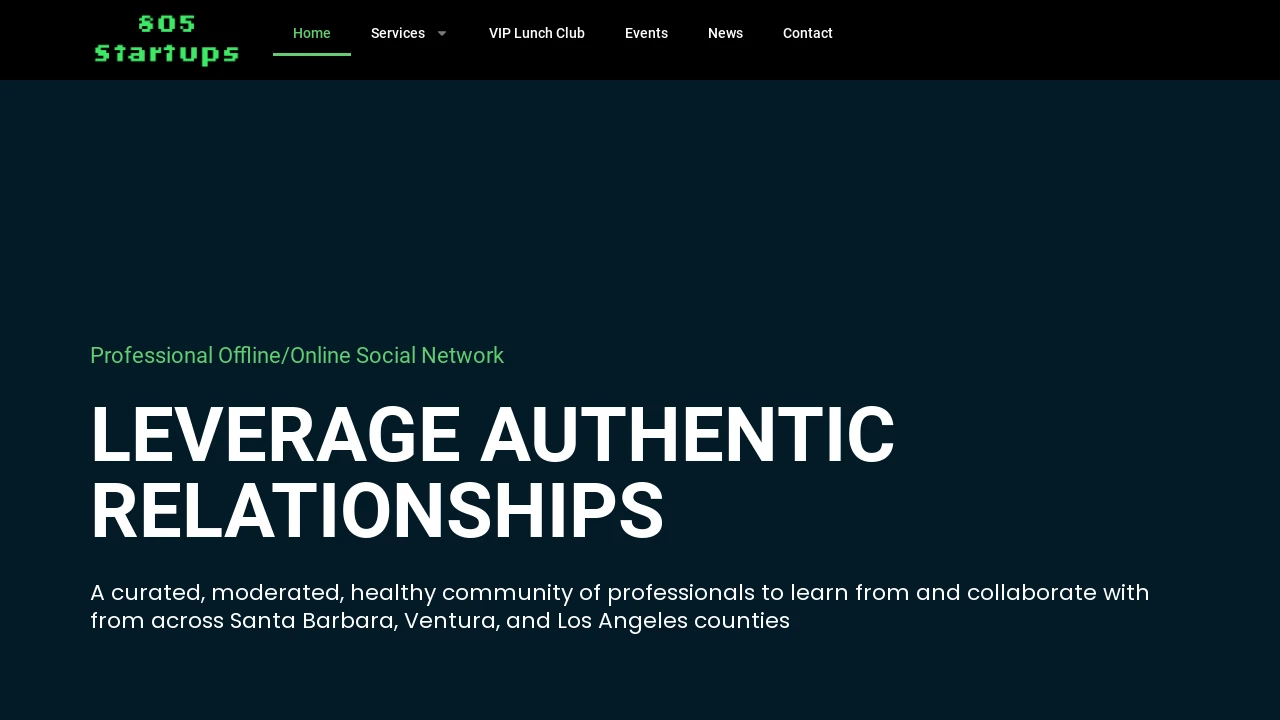 805
Startups
Home Services VIP Lunch Club Events News Contact
Professional Offline/Online Social Network
LEVERAGE AUTHENTIC
RELATIONSHIPS
A curated, moderated, healthy community of professionals to learn from and collaborate with
from across Santa Barbara, Ventura, and Los Angeles counties